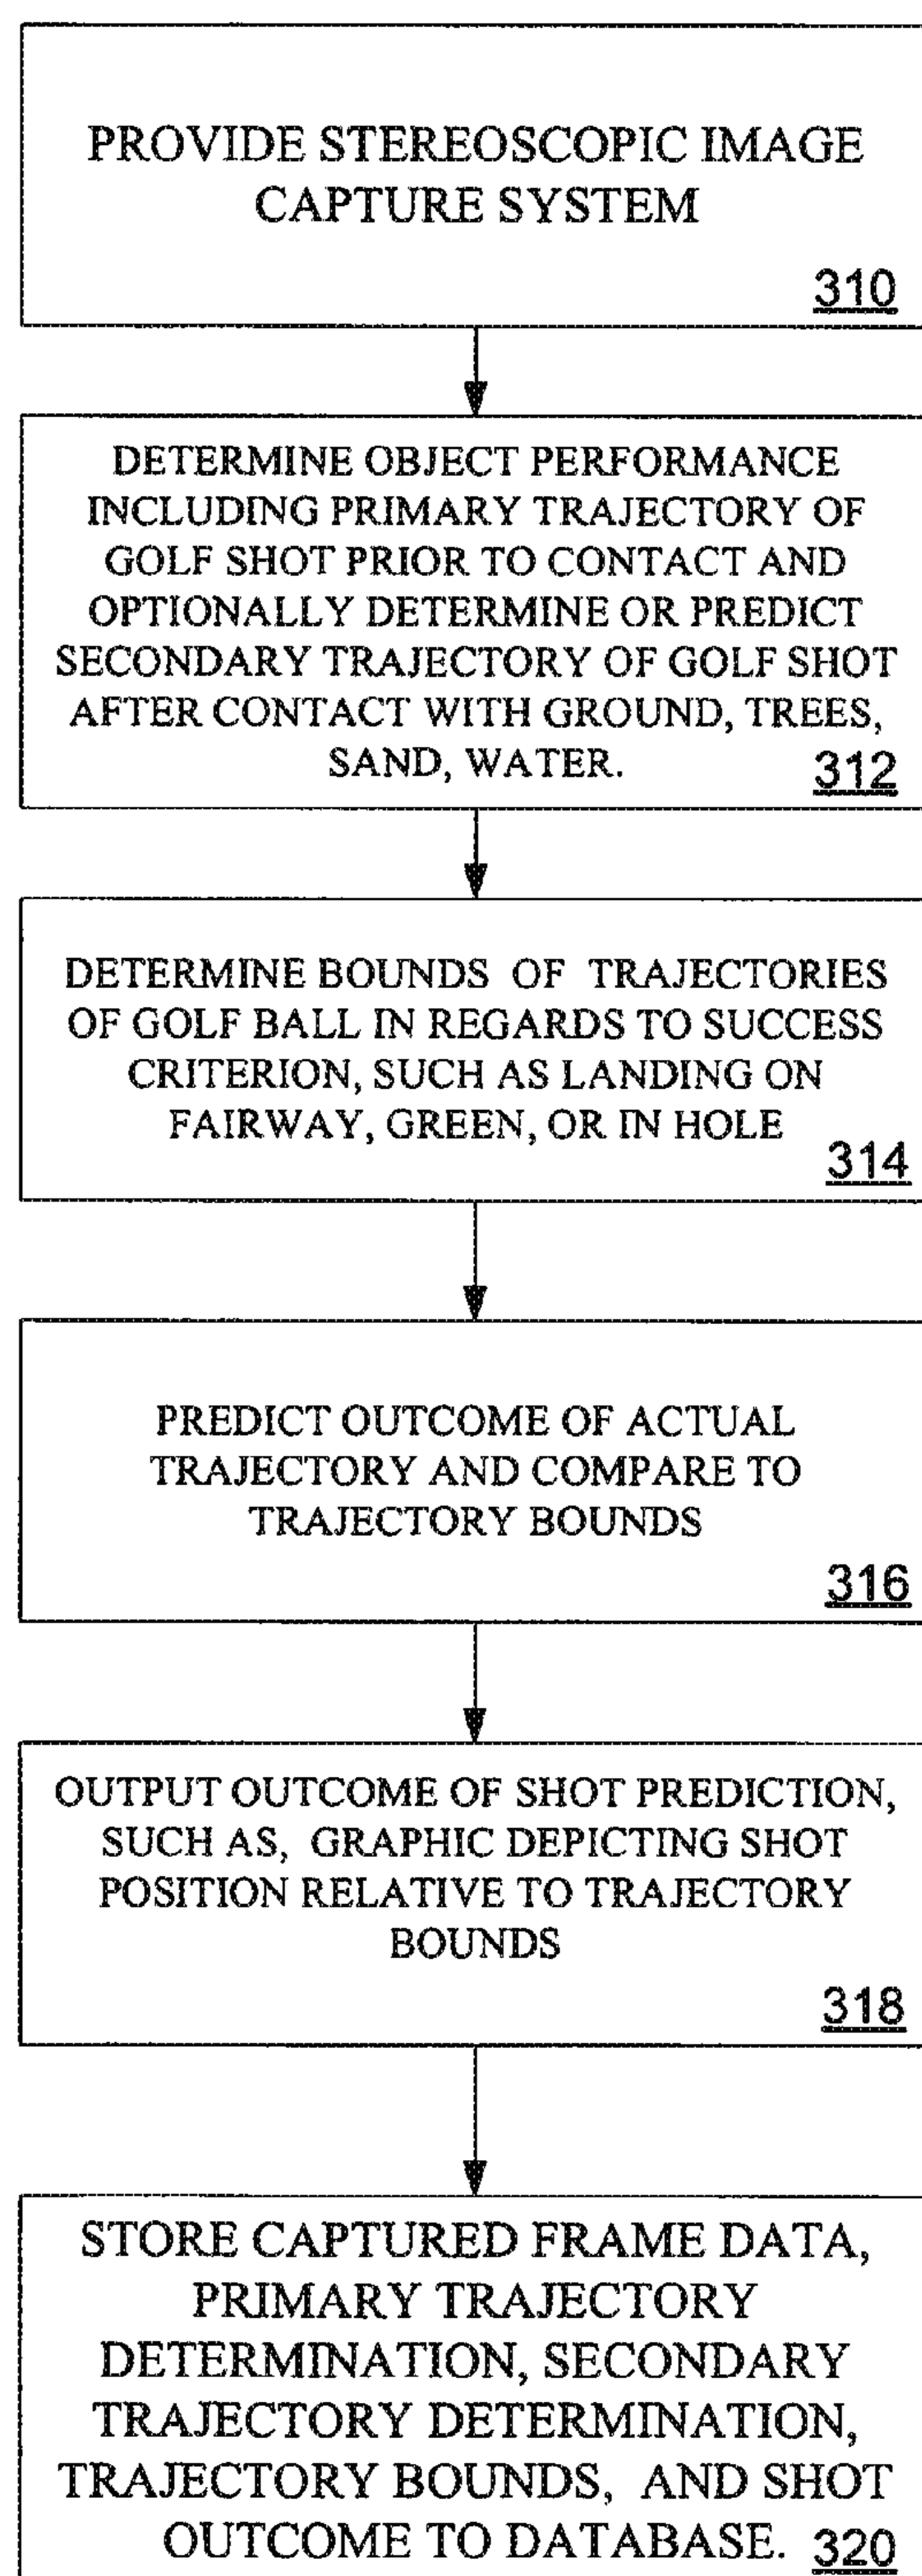 PROVIDE STEREOSCOPIC IMAGE
CAPTURE SYSTEM
310
DETERMINE OBJECT PERFORMANCE
INCLUDING PRIMARY TRAJECTORY OF
GOLF SHOT PRIOR TO CONTACT AND
OPTIONALLY DETERMINE OR PREDICT
SECONDARY TRAJECTORY OF GOLF SHOT
AFTER CONTACT WITH GROUND, TREES,
SAND, WATER.
312
DETERMINE BOUNDS OF TRAJECTORIES
OF GOLF BALL IN REGARDS TO SUCCESS
CRITERION, SUCH AS LANDING ON
FAIRWAY, GREEN, OR IN HOLE
314
PREDICT OUTCOME OF ACTUAL
TRAJECTORY AND COMPARE TO
TRAJECTORY BOUNDS
316
OUTPUT OUTCOME OF SHOT PREDICTION,
SUCH AS, GRAPHIC DEPICTING SHOT
POSITION RELATIVE TO TRAJECTORY
BOUNDS
318
STORE CAPTURED FRAME DATA,
PRIMARY TRAJECTORY
DETERMINATION, SECONDARY
TRAJECTORY DETERMINATION,
TRAJECTORY BOUNDS, AND SHOT
OUTCOME TO DATABASE. 320